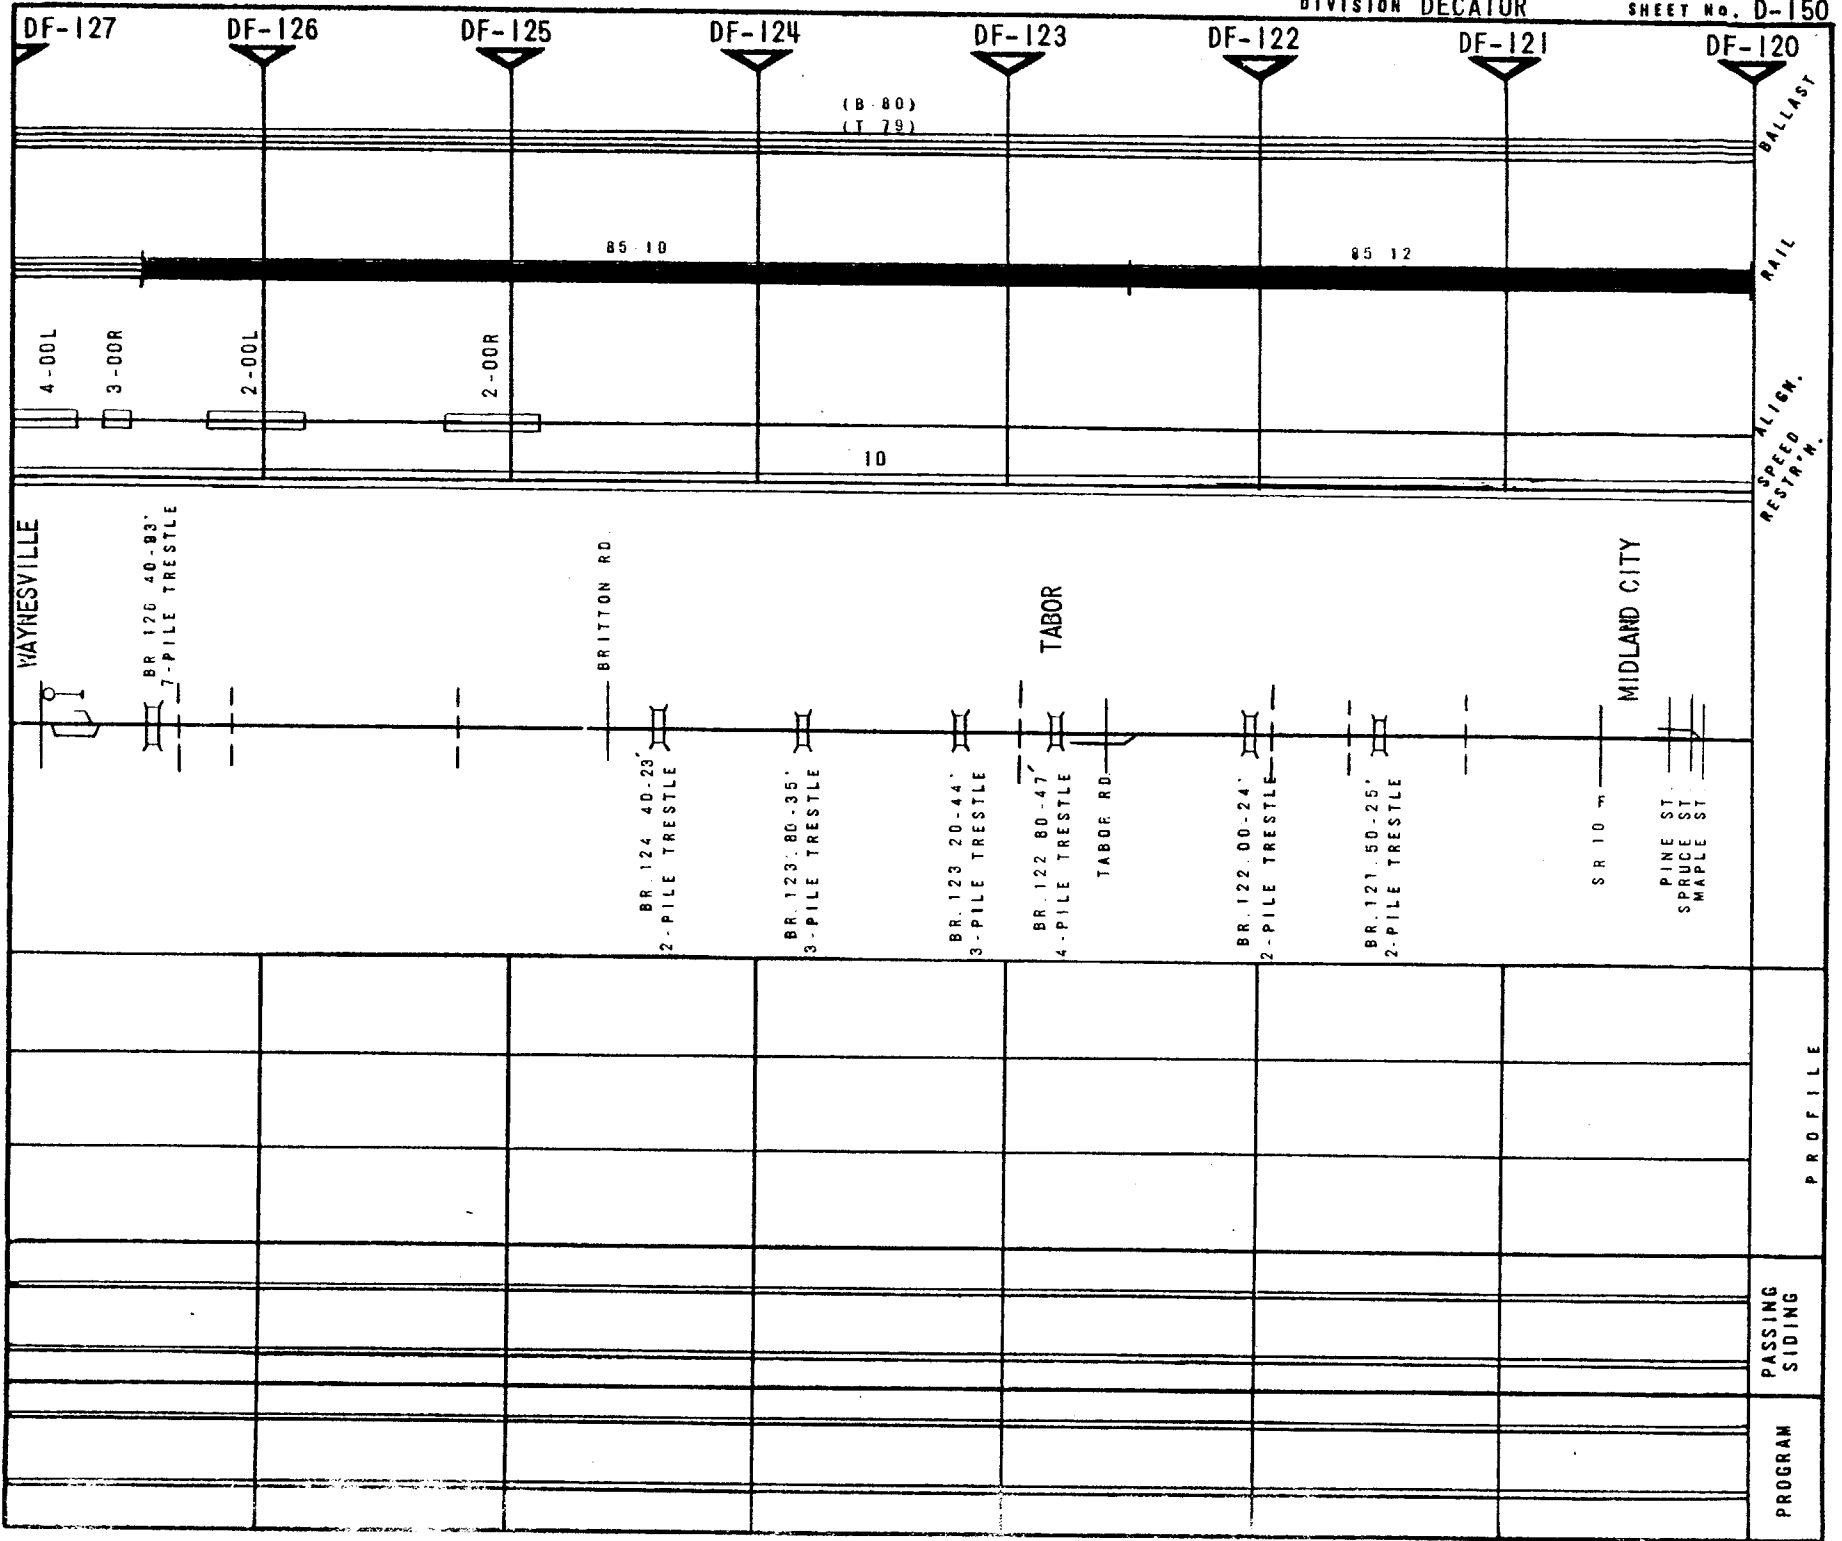 DIVISION DECATUR SHEET NO. D-150
DF-127 DF-126 DF-125 DF-124 DF-123 DF-122 DF-121 DF-120
(B-80)
(T-79)
BALLAST
85-10
85-12
RAIL
4-00L
3-00R
2-00L
2-00R
ALIGN.
10
SPEED
RESTR'N.
WAYNESVILLE
BR 126 40-93'
7-PILE TRESTLE
BRITTON RD.
BR. 124 40-23'
2-PILE TRESTLE
BR. 123.80-35'
3-PILE TRESTLE
BR. 123 20-44'
3-PILE TRESTLE
TABOR
BR. 122 80-47'
4-PILE TRESTLE
TABOR RD.
BR. 122.00-24'
2-PILE TRESTLE
BR. 121.50-25'
2-PILE TRESTLE
MIDLAND CITY
SR 10
PINE ST.
SPRUCE ST.
MAPLE ST.
PROFILE
PASSING
SIDING
PROGRAM